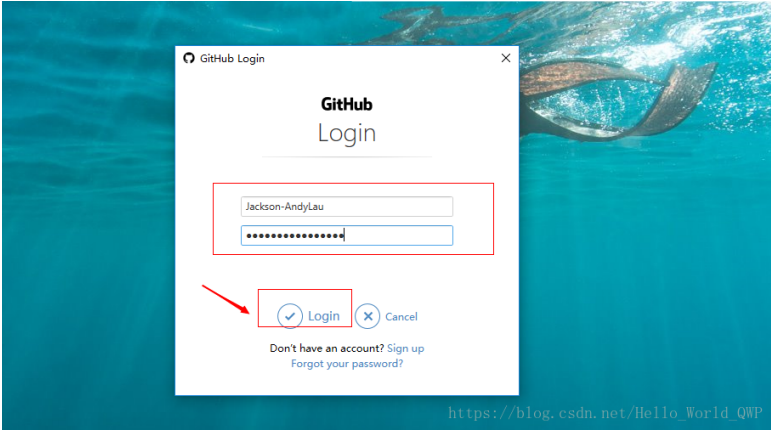 GitHub Login
GitHub
Login
Jackson-AndyLau
••••••••••••••••
Login Cancel
Don't have an account? Sign up
Forgot your password?
https://blog.csdn.net/Hello_World_QWP